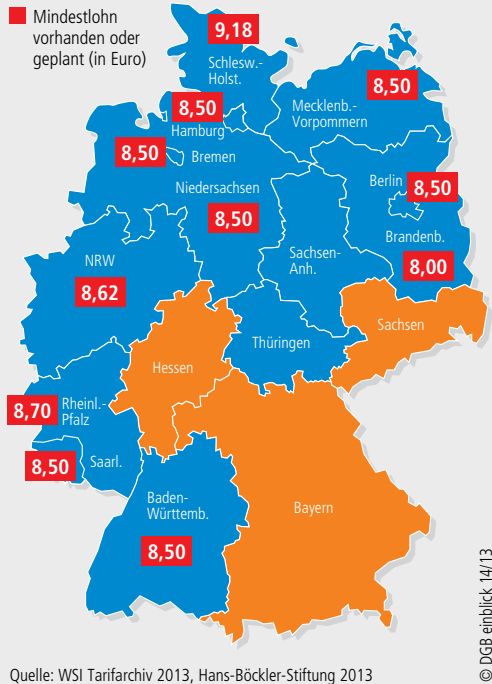 Mindestlohn
vorhanden oder
geplant (in Euro)
9,18
Schlesw.-
Holst.
8,50
Mecklenb.-
Vorpommern
8,50
Hamburg
8,50
Bremen
Niedersachsen
8,50
Berlin
8,50
Brandenb.
8,00
Sachsen-
Anh.
NRW
8,62
Sachsen
Thüringen
Hessen
8,70
Rheinl.-
Pfalz
8,50
Saarl.
Baden-
Württemb.
8,50
Bayern
Quelle: WSI Tarifarchiv 2013, Hans-Böckler-Stiftung 2013
© DGB einblick 14/13